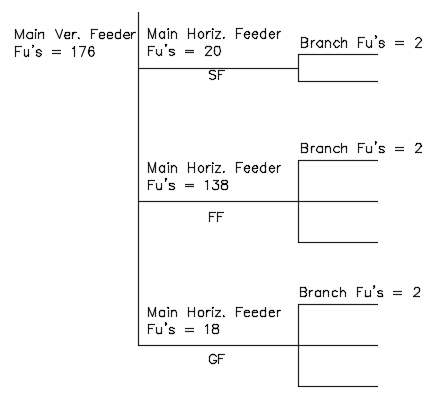 Main Ver. Feeder
Fu's = 176
Main Horiz. Feeder
Fu's = 20
SF
Branch Fu's = 2
Main Horiz. Feeder
Fu's = 138
FF
Branch Fu's = 2
Main Horiz. Feeder
Fu's = 18
GF
Branch Fu's = 2